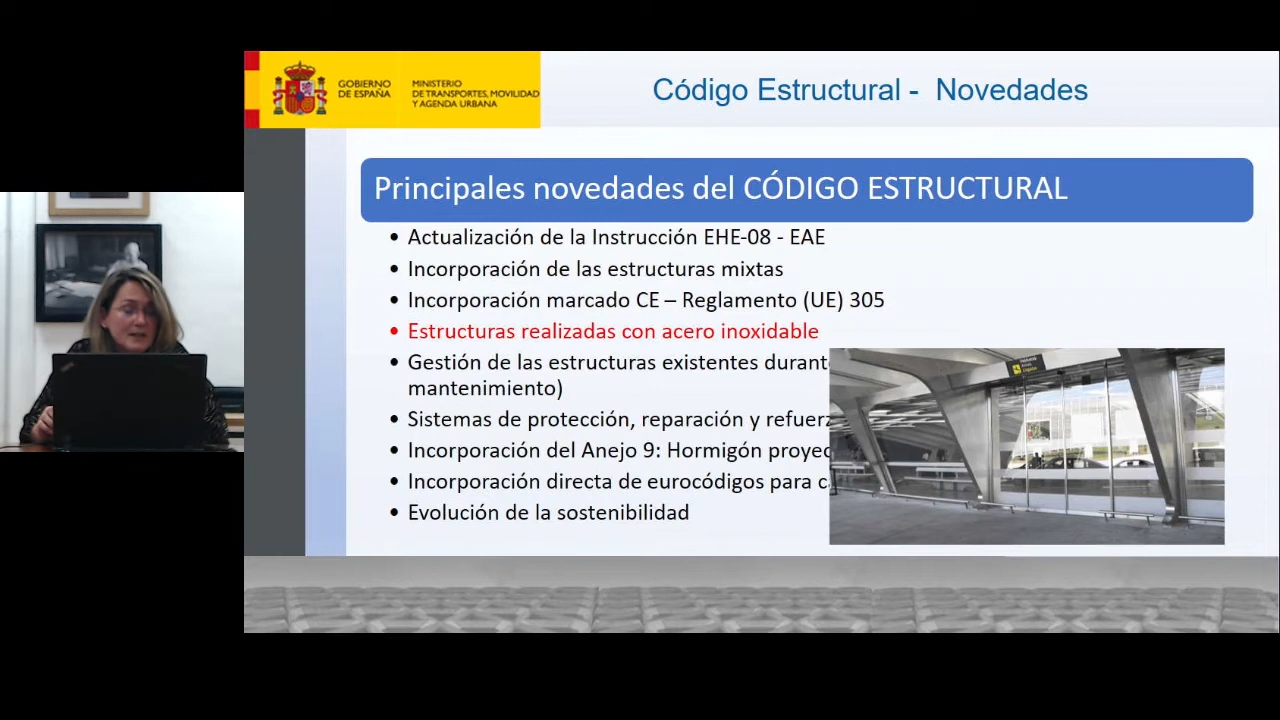 GOBIERNO
DE ESPAÑA
MINISTERIO
DE TRANSPORTES, MOVILIDAD
Y AGENDA URBANA
Código Estructural - Novedades
Principales novedades del CÓDIGO ESTRUCTURAL
• Actualización de la Instrucción EHE-08 - EAE
• Incorporación de las estructuras mixtas
• Incorporación marcado CE – Reglamento (UE) 305
• Estructuras realizadas con acero inoxidable
• Gestión de las estructuras existentes durant
mantenimiento)
• Sistemas de protección, reparación y refuerz
• Incorporación del Anejo 9: Hormigón proyec
• Incorporación directa de eurocódigos para c
• Evolución de la sostenibilidad